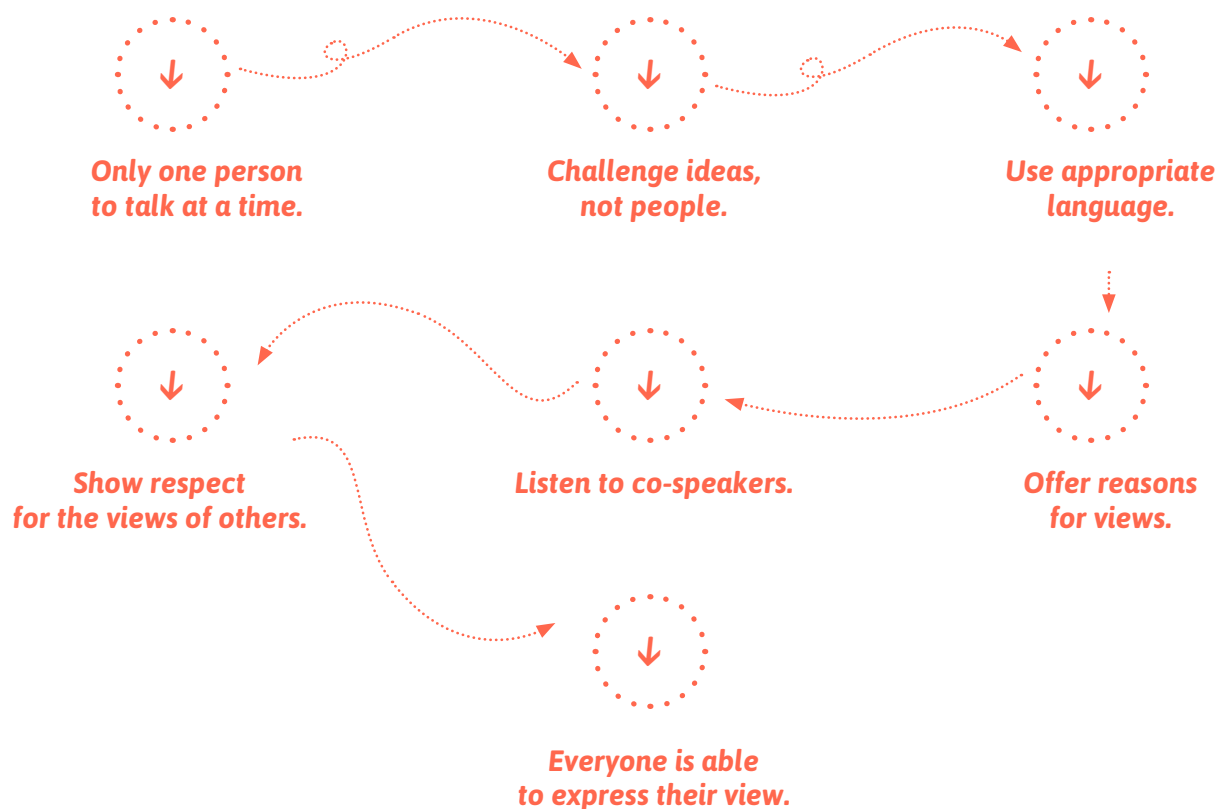 Only one person
to talk at a time.
Challenge ideas,
not people.
Use appropriate
language.
Offer reasons
for views.
Listen to co-speakers.
Show respect
for the views of others.
Everyone is able
to express their view.